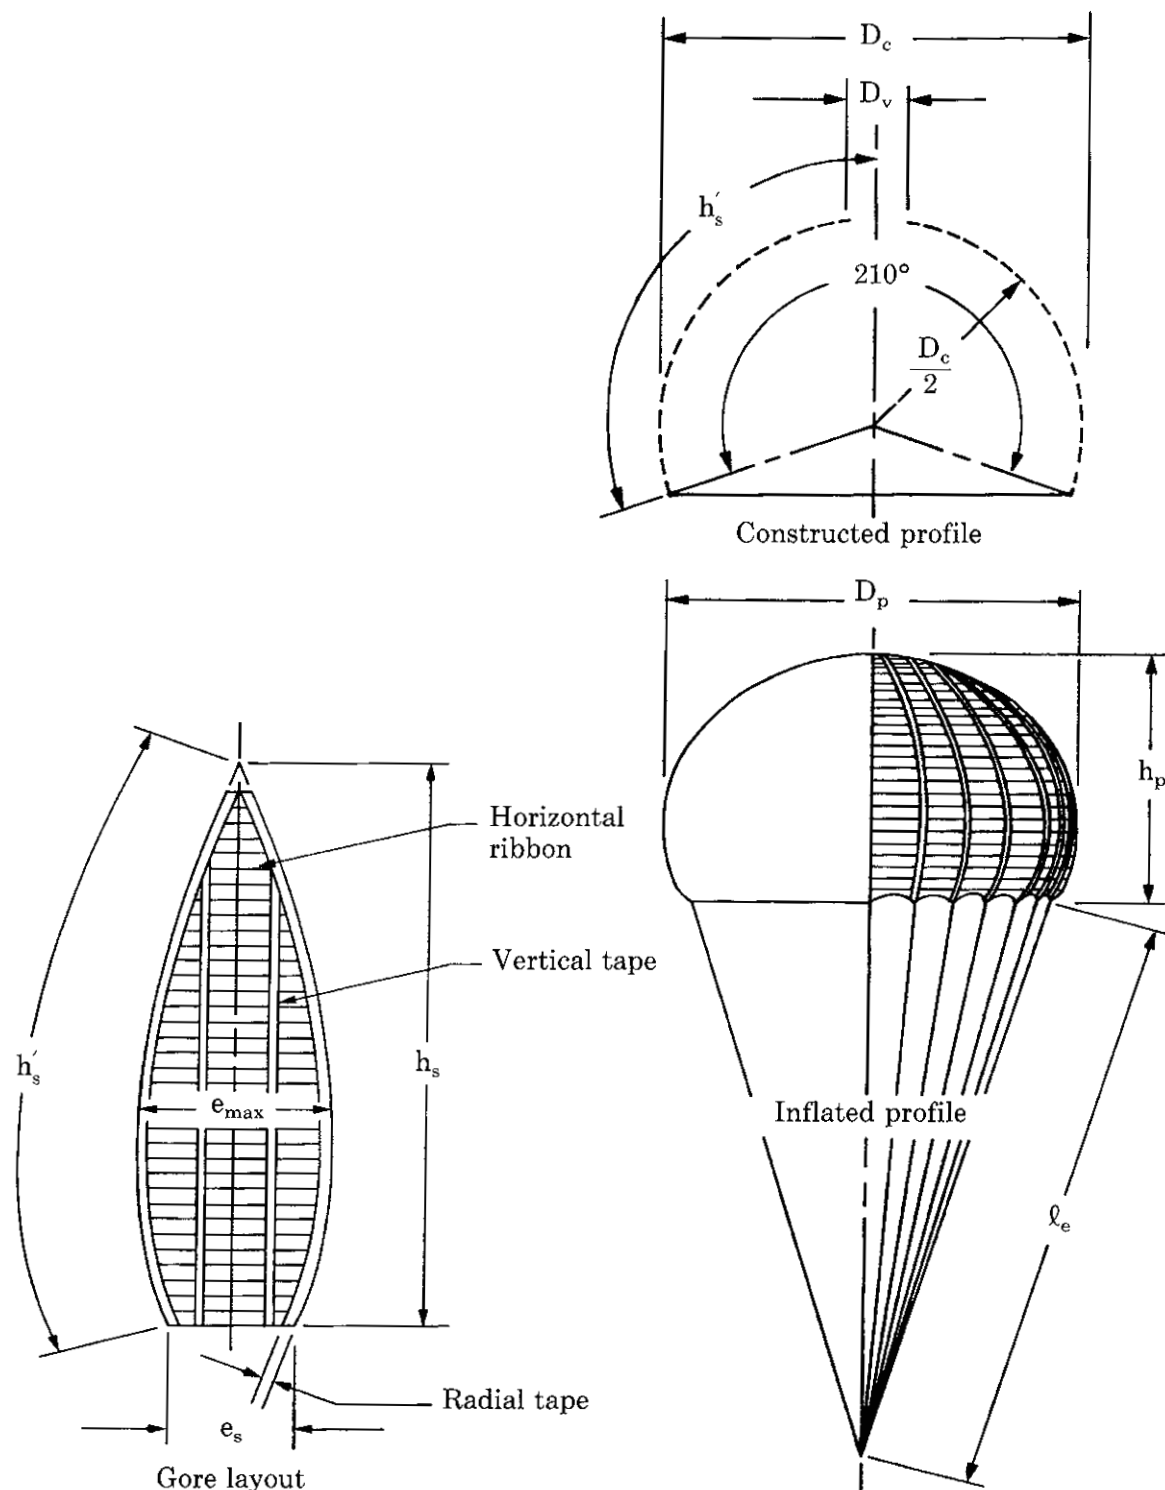 D_c
D_v
h_s′
210°
D_c
2
Constructed profile
D_p
h_p
Horizontal
ribbon
Vertical tape
h_s′
h_s
e_max
Inflated profile
ℓ_e
Radial tape
e_s
Gore layout